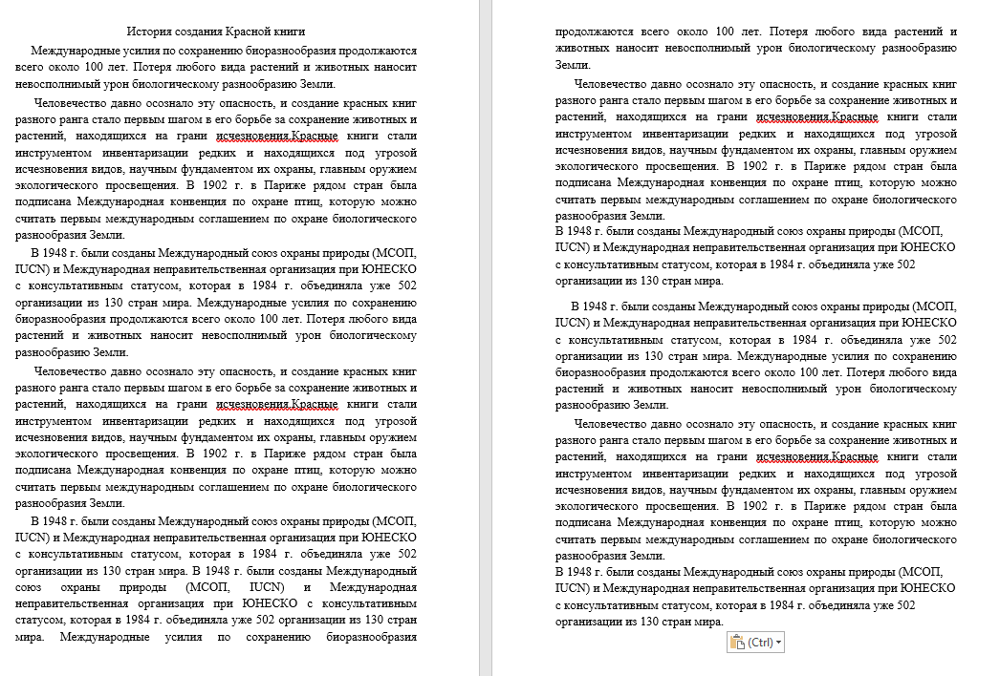 История создания Красной книги
Международные усилия по сохранению биоразнообразия продолжаются
всего около 100 лет. Потеря любого вида растений и животных наносит
невосполнимый урон биологическому разнообразию Земли.
Человечество давно осознало эту опасность, и создание красных книг
разного ранга стало первым шагом в его борьбе за сохранение животных и
растений, находящихся на грани исчезновения.Красные книги стали
инструментом инвентаризации редких и находящихся под угрозой
исчезновения видов, научным фундаментом их охраны, главным оружием
экологического просвещения. В 1902 г. в Париже рядом стран была
подписана Международная конвенция по охране птиц, которую можно
считать первым международным соглашением по охране биологического
разнообразия Земли.
В 1948 г. были созданы Международный союз охраны природы (МСОП,
IUCN) и Международная неправительственная организация при ЮНЕСКО
с консультативным статусом, которая в 1984 г. объединяла уже 502
организации из 130 стран мира. Международные усилия по сохранению
биоразнообразия продолжаются всего около 100 лет. Потеря любого вида
растений и животных наносит невосполнимый урон биологическому
разнообразию Земли.
Человечество давно осознало эту опасность, и создание красных книг
разного ранга стало первым шагом в его борьбе за сохранение животных и
растений, находящихся на грани исчезновения.Красные книги стали
инструментом инвентаризации редких и находящихся под угрозой
исчезновения видов, научным фундаментом их охраны, главным оружием
экологического просвещения. В 1902 г. в Париже рядом стран была
подписана Международная конвенция по охране птиц, которую можно
считать первым международным соглашением по охране биологического
разнообразия Земли.
В 1948 г. были созданы Международный союз охраны природы (МСОП,
IUCN) и Международная неправительственная организация при ЮНЕСКО
с консультативным статусом, которая в 1984 г. объединяла уже 502
организации из 130 стран мира. В 1948 г. были созданы Международный
союз охраны природы (МСОП, IUCN) и Международная
неправительственная организация при ЮНЕСКО с консультативным
статусом, которая в 1984 г. объединяла уже 502 организации из 130 стран
мира. Международные усилия по сохранению биоразнообразия
продолжаются всего около 100 лет. Потеря любого вида растений и
животных наносит невосполнимый урон биологическому разнообразию
Земли.
Человечество давно осознало эту опасность, и создание красных книг
разного ранга стало первым шагом в его борьбе за сохранение животных и
растений, находящихся на грани исчезновения.Красные книги стали
инструментом инвентаризации редких и находящихся под угрозой
исчезновения видов, научным фундаментом их охраны, главным оружием
экологического просвещения. В 1902 г. в Париже рядом стран была
подписана Международная конвенция по охране птиц, которую можно
считать первым международным соглашением по охране биологического
разнообразия Земли.
В 1948 г. были созданы Международный союз охраны природы (МСОП,
IUCN) и Международная неправительственная организация при ЮНЕСКО
с консультативным статусом, которая в 1984 г. объединяла уже 502
организации из 130 стран мира.
В 1948 г. были созданы Международный союз охраны природы (МСОП,
IUCN) и Международная неправительственная организация при ЮНЕСКО
с консультативным статусом, которая в 1984 г. объединяла уже 502
организации из 130 стран мира. Международные усилия по сохранению
биоразнообразия продолжаются всего около 100 лет. Потеря любого вида
растений и животных наносит невосполнимый урон биологическому
разнообразию Земли.
Человечество давно осознало эту опасность, и создание красных книг
разного ранга стало первым шагом в его борьбе за сохранение животных и
растений, находящихся на грани исчезновения.Красные книги стали
инструментом инвентаризации редких и находящихся под угрозой
исчезновения видов, научным фундаментом их охраны, главным оружием
экологического просвещения. В 1902 г. в Париже рядом стран была
подписана Международная конвенция по охране птиц, которую можно
считать первым международным соглашением по охране биологического
разнообразия Земли.
В 1948 г. были созданы Международный союз охраны природы (МСОП,
IUCN) и Международная неправительственная организация при ЮНЕСКО
с консультативным статусом, которая в 1984 г. объединяла уже 502
организации из 130 стран мира.
(Ctrl)